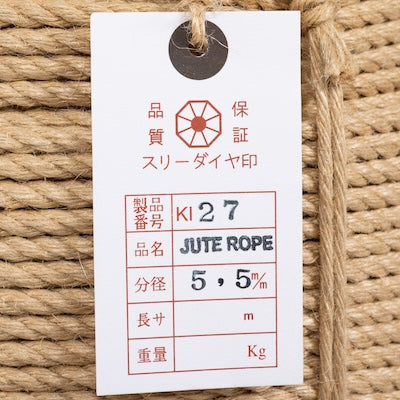 品質 保証
スリーダイヤ印
製品番号 KI 27
品名 JUTE ROPE
分径 5,5 m/m
長サ m
重量 Kg